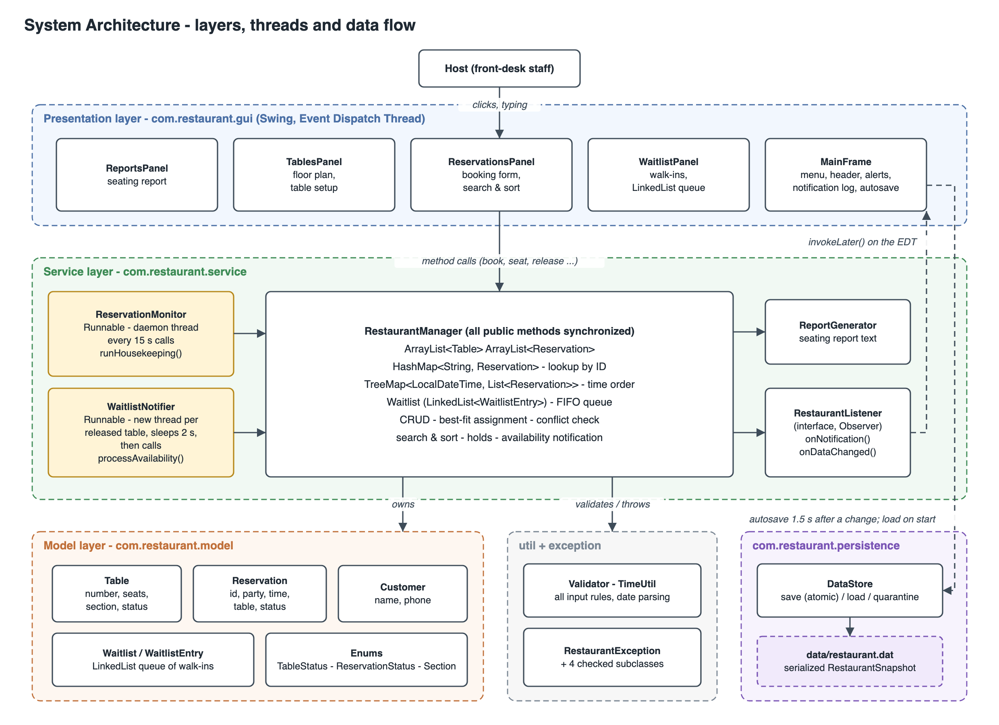 System Architecture - layers, threads and data flow
Host (front-desk staff)
clicks, typing
Presentation layer - com.restaurant.gui (Swing, Event Dispatch Thread)
ReportsPanel
seating report
TablesPanel
floor plan,
table setup
ReservationsPanel
booking form,
search & sort
WaitlistPanel
walk-ins,
LinkedList queue
MainFrame
menu, header, alerts,
notification log, autosave
invokeLater() on the EDT
method calls (book, seat, release ...)
Service layer - com.restaurant.service
ReservationMonitor
Runnable - daemon thread
every 15 s calls
runHousekeeping()
WaitlistNotifier
Runnable - new thread per
released table, sleeps 2 s,
then calls
processAvailability()
RestaurantManager (all public methods synchronized)
ArrayList<Table> ArrayList<Reservation>
HashMap<String, Reservation> - lookup by ID
TreeMap<LocalDateTime, List<Reservation>> - time order
Waitlist (LinkedList<WaitlistEntry>) - FIFO queue
CRUD - best-fit assignment - conflict check
search & sort - holds - availability notification
ReportGenerator
seating report text
RestaurantListener
(interface, Observer)
onNotification()
onDataChanged()
owns
validates / throws
autosave 1.5 s after a change; load on start
Model layer - com.restaurant.model
Table
number, seats,
section, status
Reservation
id, party, time,
table, status
Customer
name, phone
Waitlist / WaitlistEntry
LinkedList queue of walk-ins
Enums
TableStatus - ReservationStatus - Section
util + exception
Validator - TimeUtil
all input rules, date parsing
RestaurantException
+ 4 checked subclasses
com.restaurant.persistence
DataStore
save (atomic) / load / quarantine
data/restaurant.dat
serialized RestaurantSnapshot